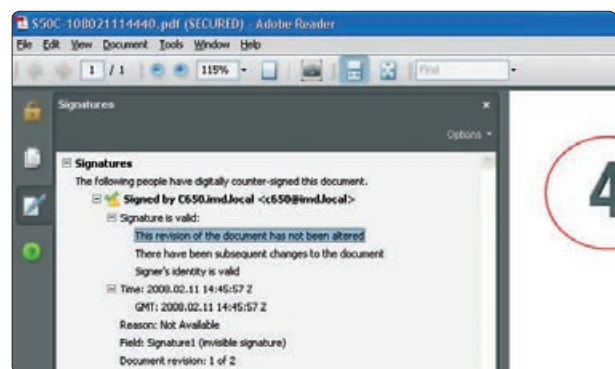 S50C-108021114440.pdf (SECURED) - Adobe Reader
File Edit View Document Tools Window Help
1 / 1 115% Find
Signatures
Options
Signatures
The following people have digitally counter-signed this document.
Signed by C650.imd.local <c650@imd.local>
Signature is valid:
This revision of the document has not been altered
There have been subsequent changes to the document
Signer's identity is valid
Time: 2008.02.11 14:45:57 Z
GMT: 2008.02.11 14:45:57 Z
Reason: Not Available
Field: Signature1 (invisible signature)
Document revision: 1 of 2
4